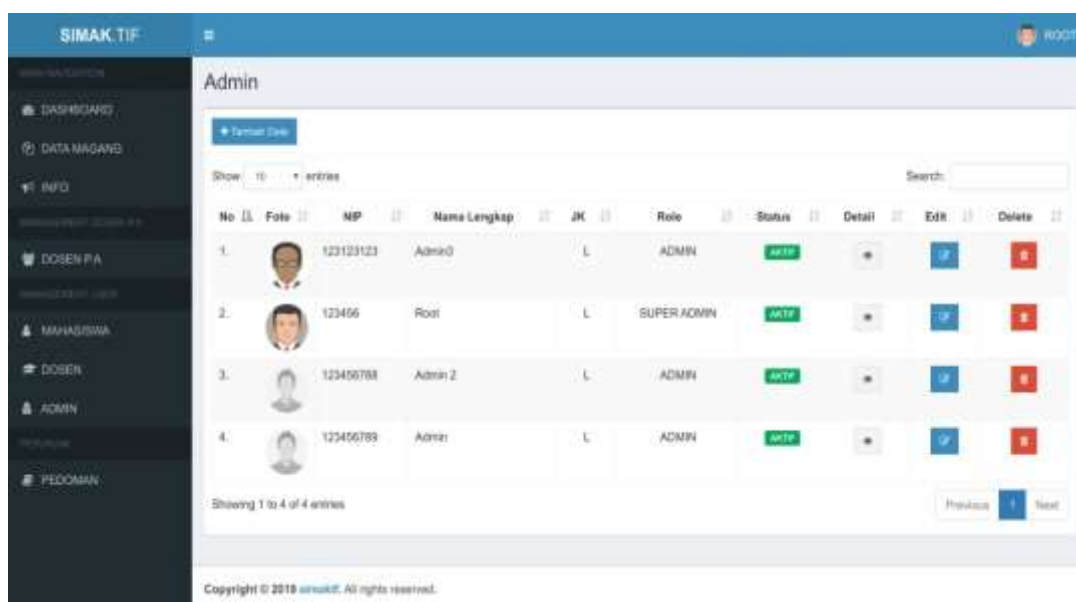 SIMAK.TIF
ROOT
DASHBOARD
DATA MAGANG
INFO
DOSEN P.A
MAHASISWA
DOSEN
ADMIN
PEDOMAN
Admin
+ Tambah Data
Show 10 entries
Search:
No Foto NIP Nama Lengkap JK Role Status Detail Edit Delete
1. 123123123 Admin3 L ADMIN AKTIF
2. 123456 Root L SUPER ADMIN AKTIF
3. 123456788 Admin 2 L ADMIN AKTIF
4. 123456789 Admin L ADMIN AKTIF
Showing 1 to 4 of 4 entries
Previous 1 Next
Copyright © 2019 simaktif. All rights reserved.